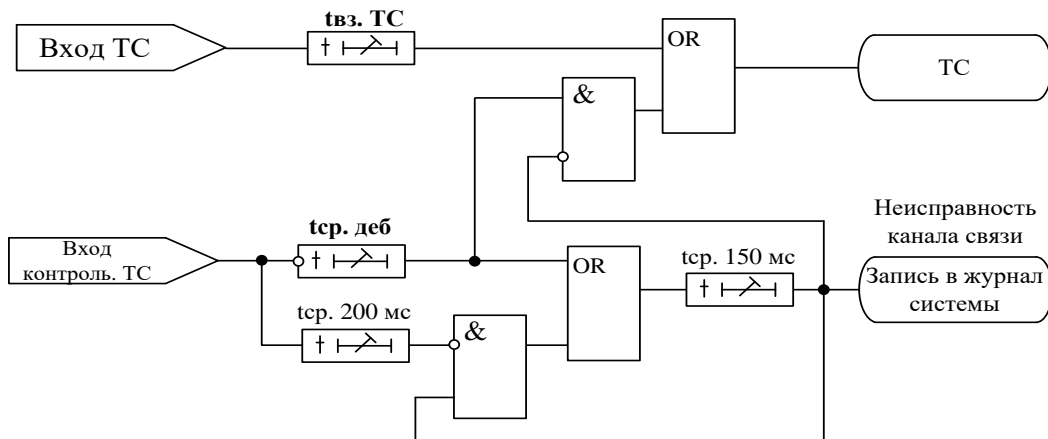 tвз. ТС
Вход ТС
OR
ТС
&
Неисправность
канала связи
tср. деб
Вход
контроль. ТС
OR
tср. 150 мс
Запись в журнал
системы
tср. 200 мс
&